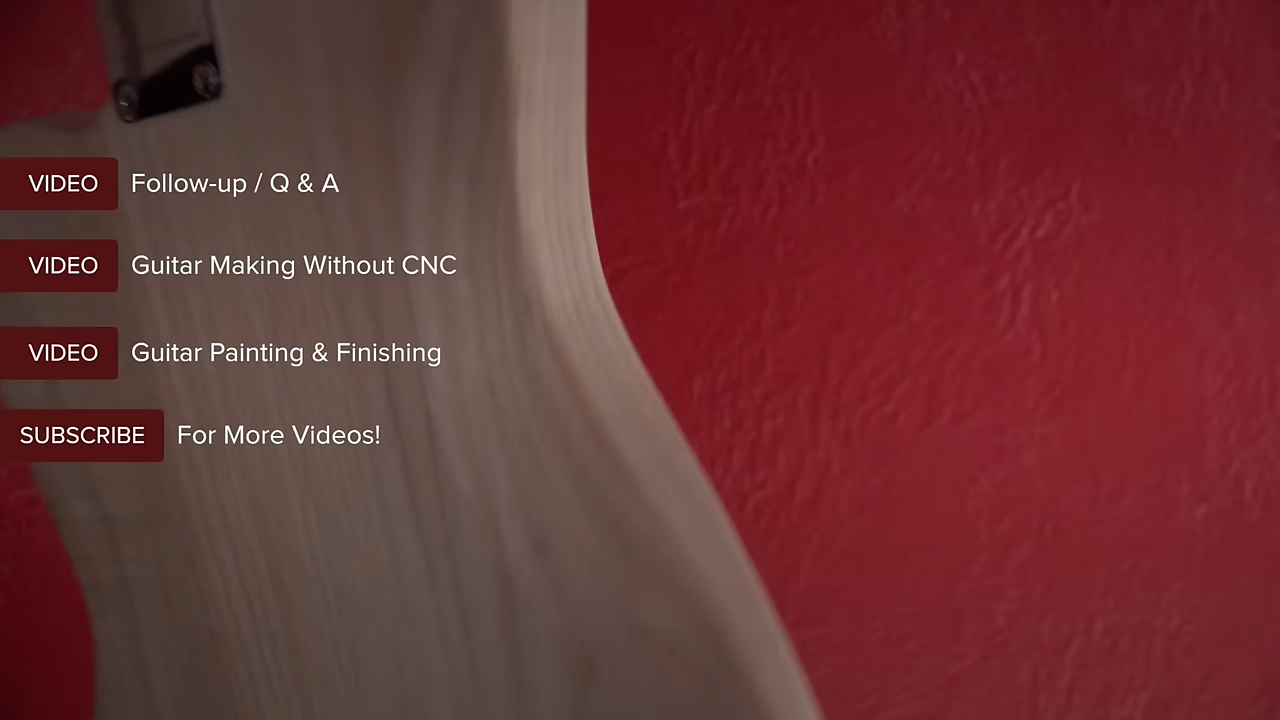 VIDEO Follow-up / Q & A
VIDEO Guitar Making Without CNC
VIDEO Guitar Painting & Finishing
SUBSCRIBE For More Videos!